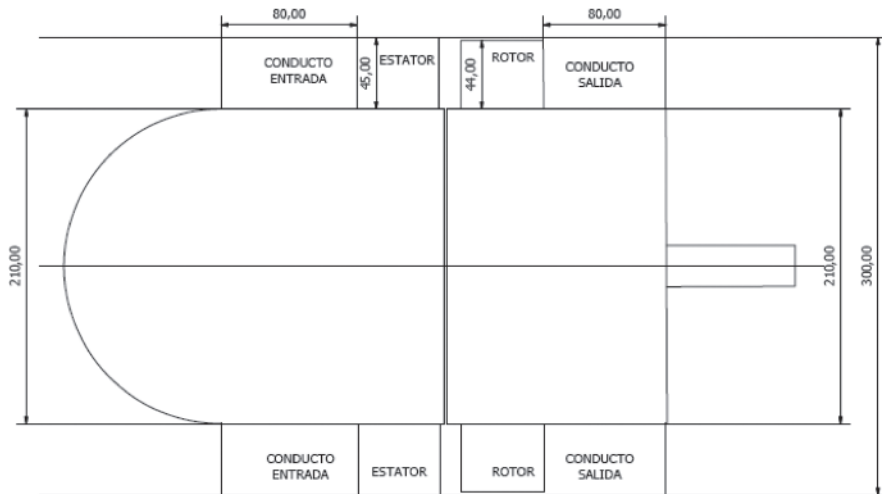 80,00
80,00
CONDUCTO
ENTRADA
45,00
ESTATOR
44,00
ROTOR
CONDUCTO
SALIDA
210,00
210,00
300,00
CONDUCTO
ENTRADA
ESTATOR
ROTOR
CONDUCTO
SALIDA